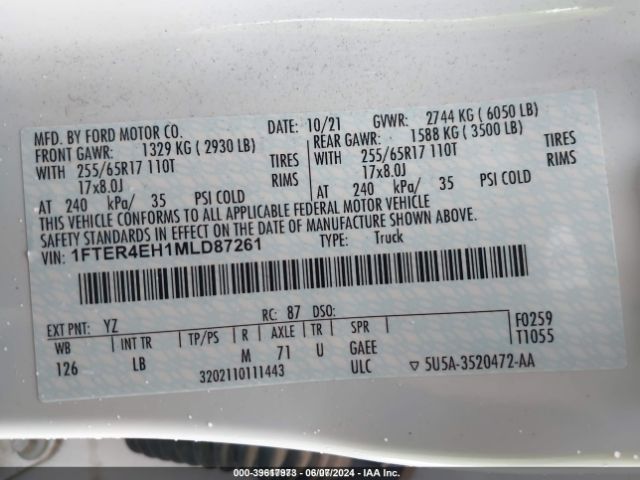 MFD. BY FORD MOTOR CO.
DATE: 10/21 GVWR: 2744 KG ( 6050 LB)
FRONT GAWR: 1329 KG ( 2930 LB)
REAR GAWR: 1588 KG ( 3500 LB)
WITH 255/65R17 110T TIRES
WITH 255/65R17 110T TIRES
17x8.0J RIMS
17x8.0J RIMS
AT 240 kPa/ 35 PSI COLD
AT 240 kPa/ 35 PSI COLD
THIS VEHICLE CONFORMS TO ALL APPLICABLE FEDERAL MOTOR VEHICLE
SAFETY STANDARDS IN EFFECT ON THE DATE OF MANUFACTURE SHOWN ABOVE.
VIN: 1FTER4EH1MLD87261 TYPE: Truck
EXT PNT: YZ RC: 87 DSO:
WB INT TR TP/PS R AXLE TR SPR
126 LB M 71 U GAEE
ULC
3202110111443
F0259
T1055
▽ 5U5A-3520472-AA
000-39617973 - 06/07/2024 - IAA Inc.